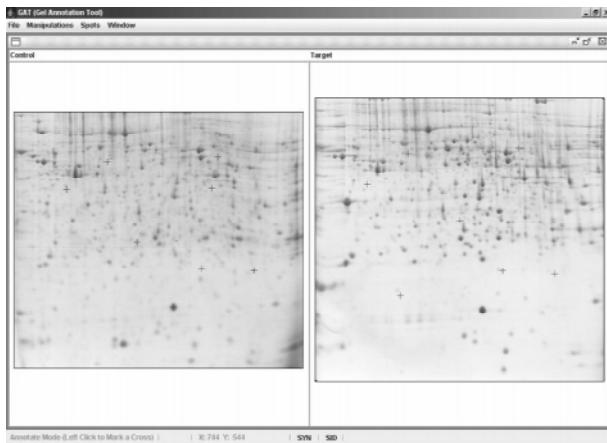 GAT (Gel Annotation Tool)
File Manipulations Spots Window
Control Target
Annotate Mode (Left Click to Mark a Cross) | | X: 744 Y: 544 | SYN | SID |